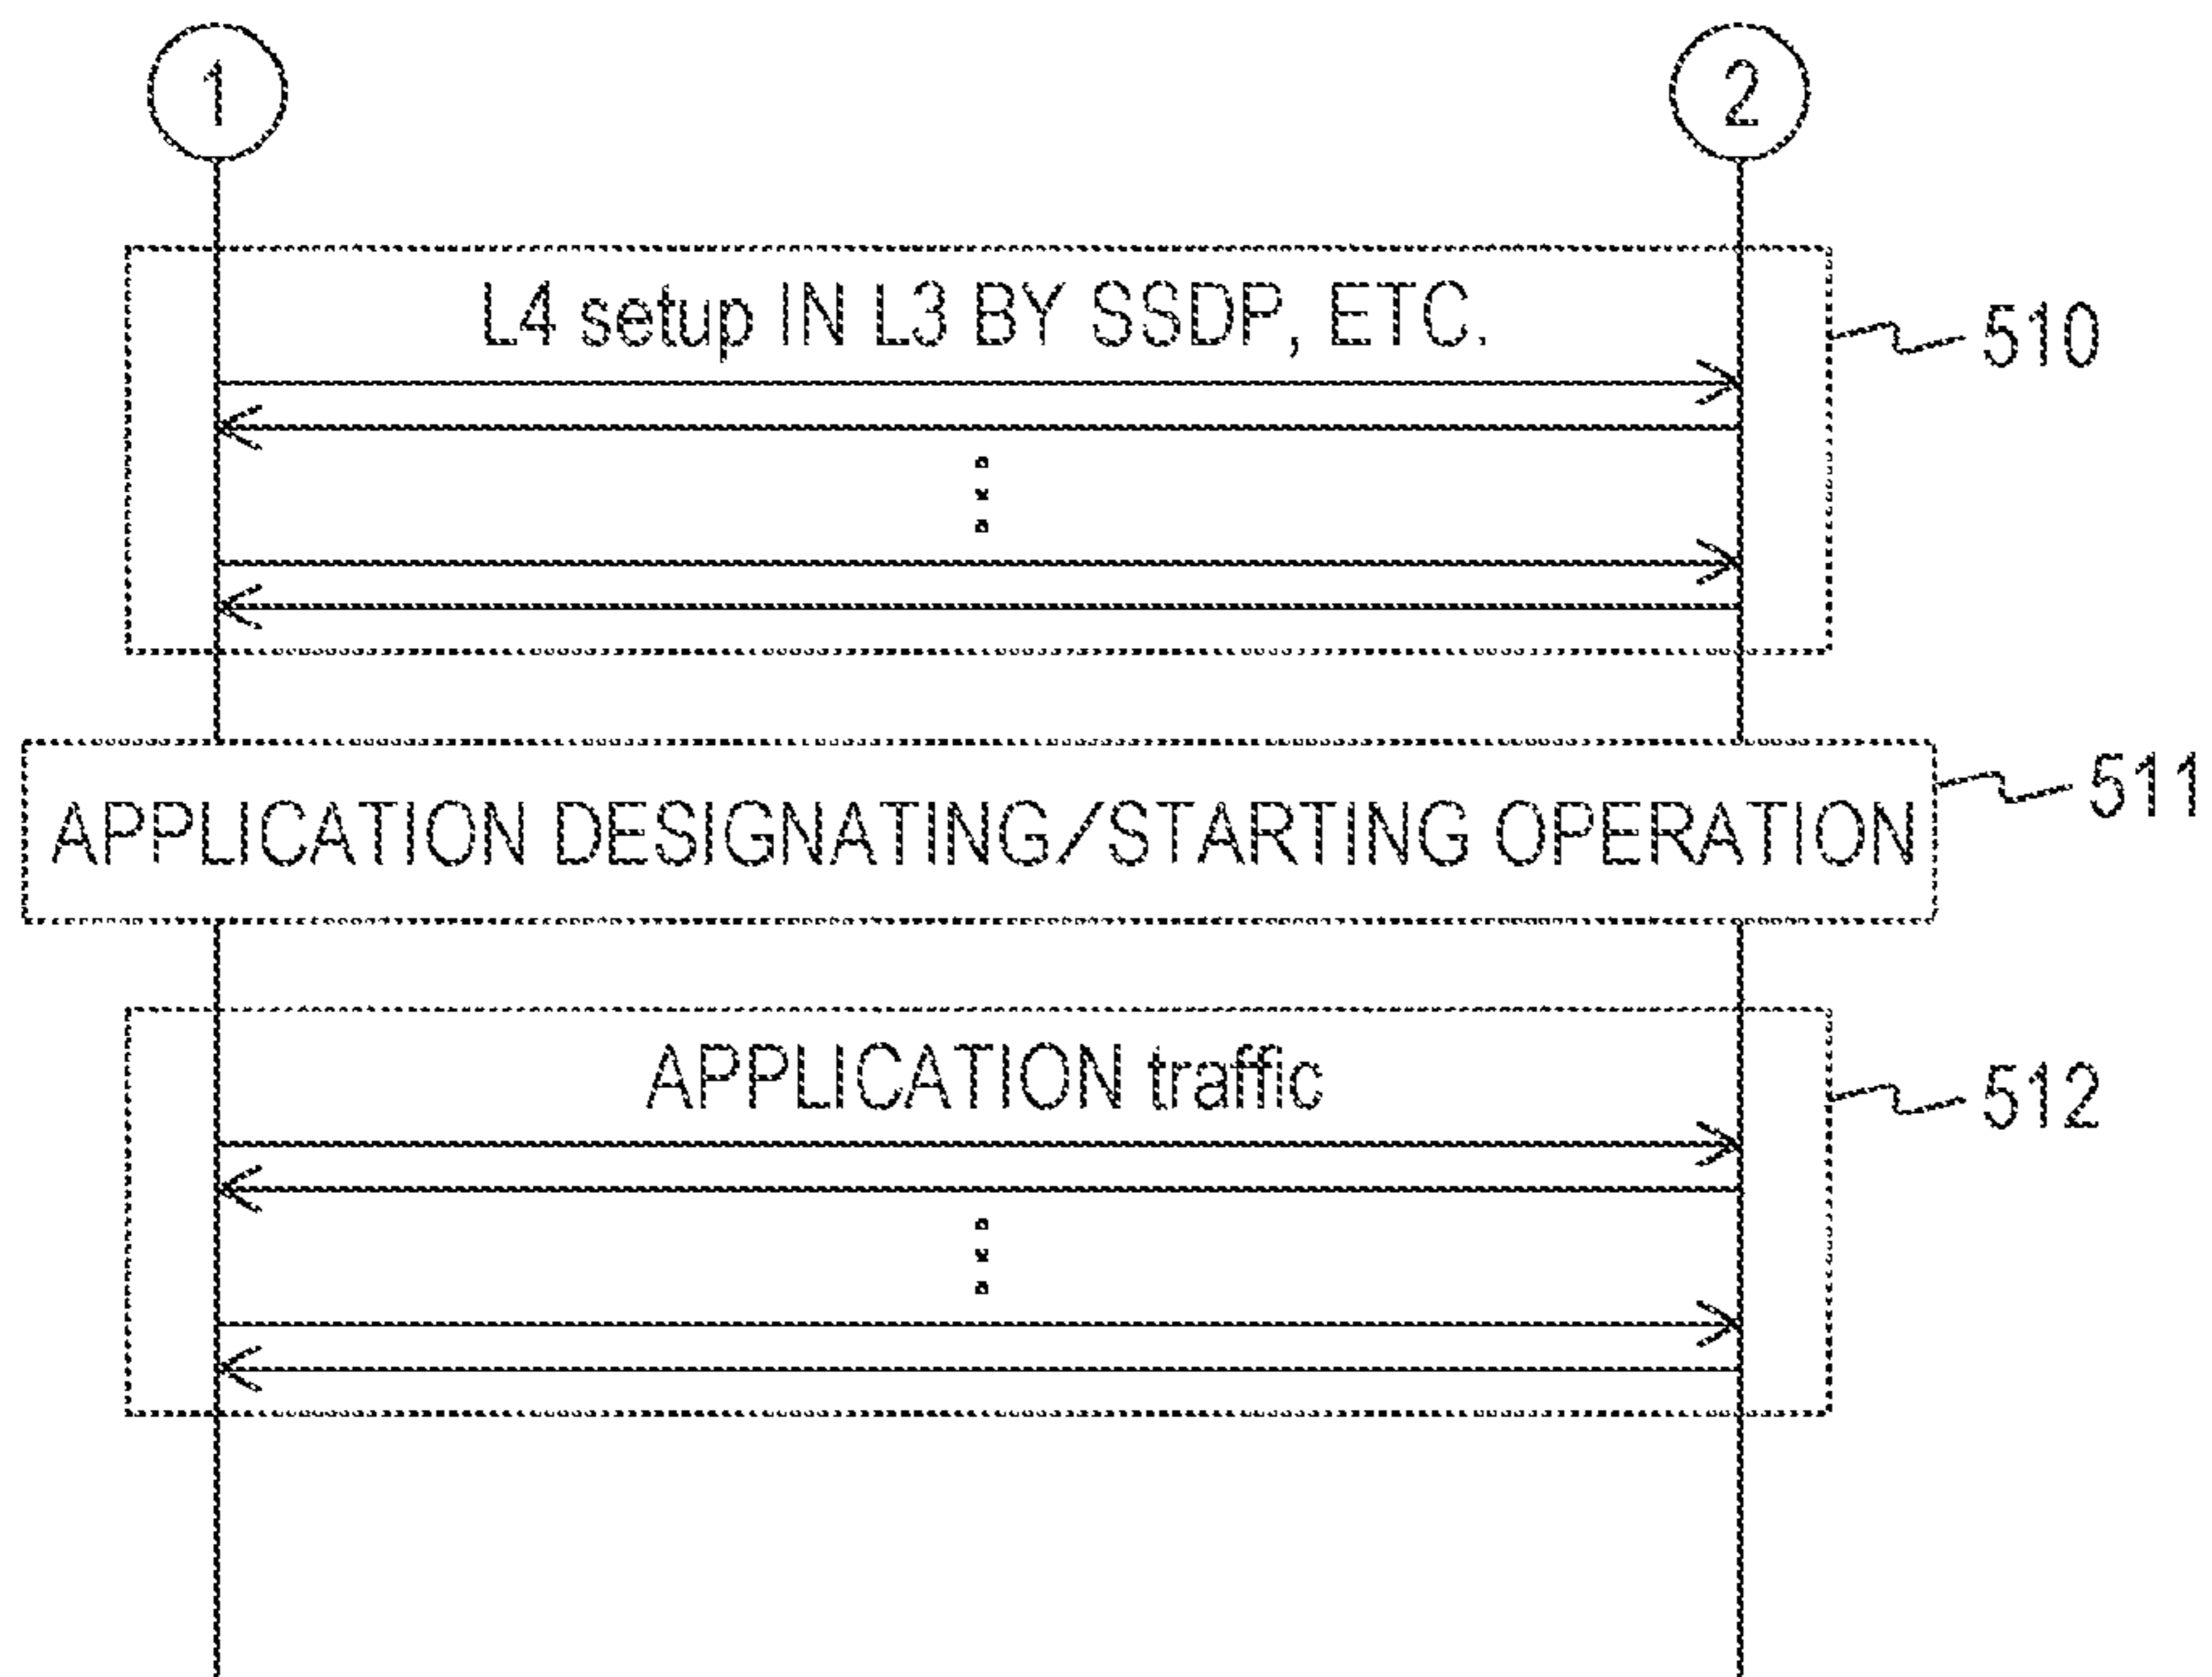 1
2
L4 setup IN L3 BY SSDP, ETC.
510
APPLICATION DESIGNATING/STARTING OPERATION
511
APPLICATION traffic
512